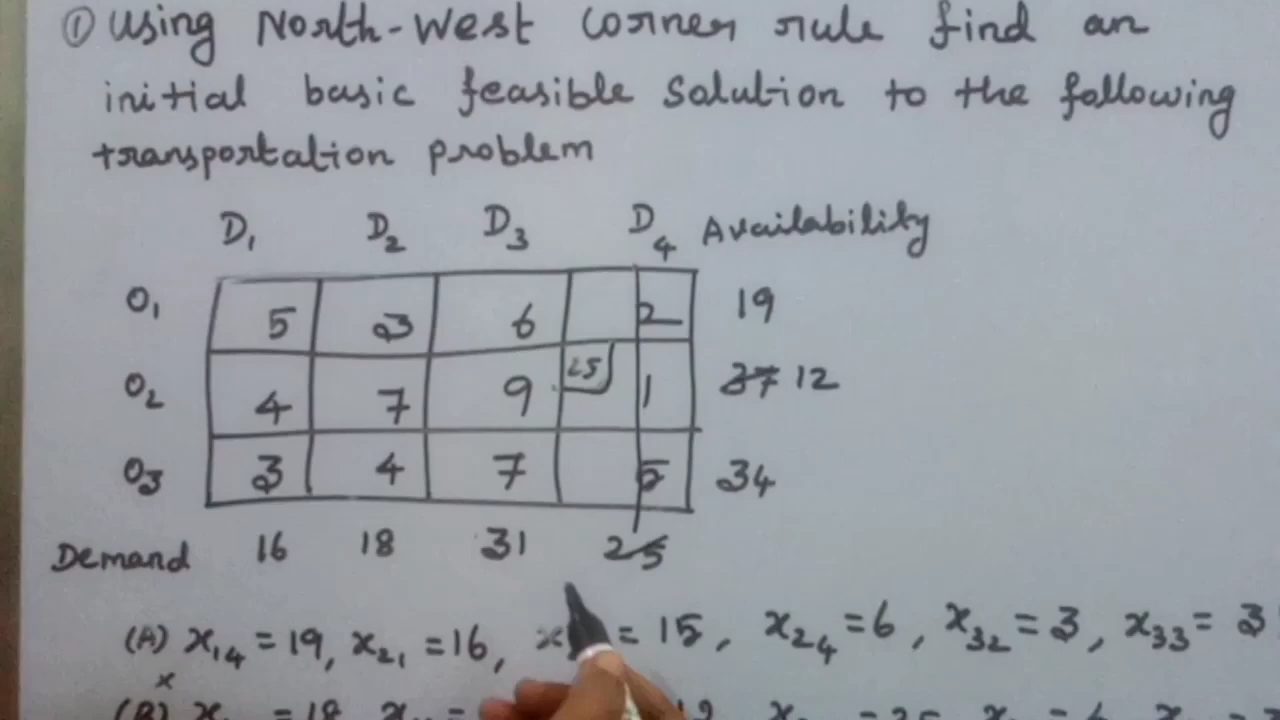 ① Using North-West corner rule find an
initial basic feasible solution to the following
transportation problem
D1 D2 D3 D4 Availability
O1 5 3 6 2 19
O2 4 7 9 25 1 37 12
O3 3 4 7 5 34
Demand 16 18 31 25
(A) x14 = 19, x21 = 16, = 15, x24 = 6, x32 = 3, x33 = 3
x
(B) = 18